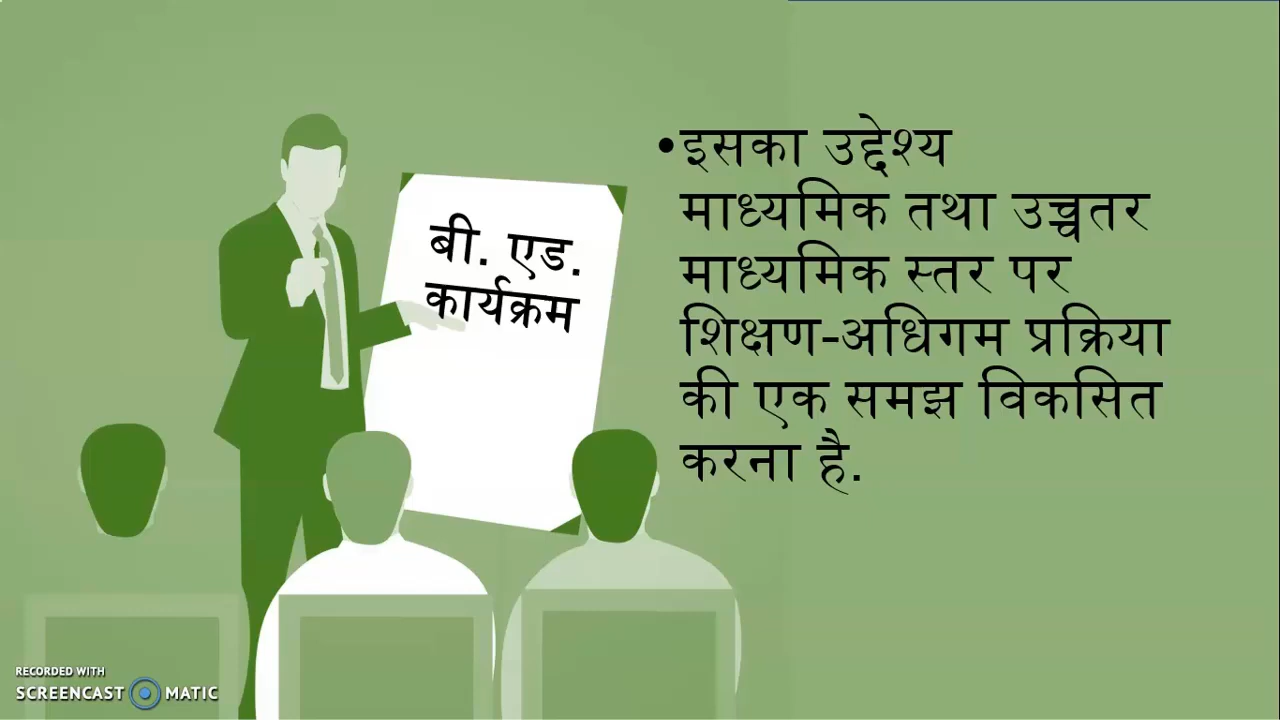 बी. एड.
कार्यक्रम
•इसका उद्देश्य
माध्यमिक तथा उच्चतर
माध्यमिक स्तर पर
शिक्षण-अधिगम प्रक्रिया
की एक समझ विकसित
करना है.
RECORDED WITH
SCREENCAST MATIC